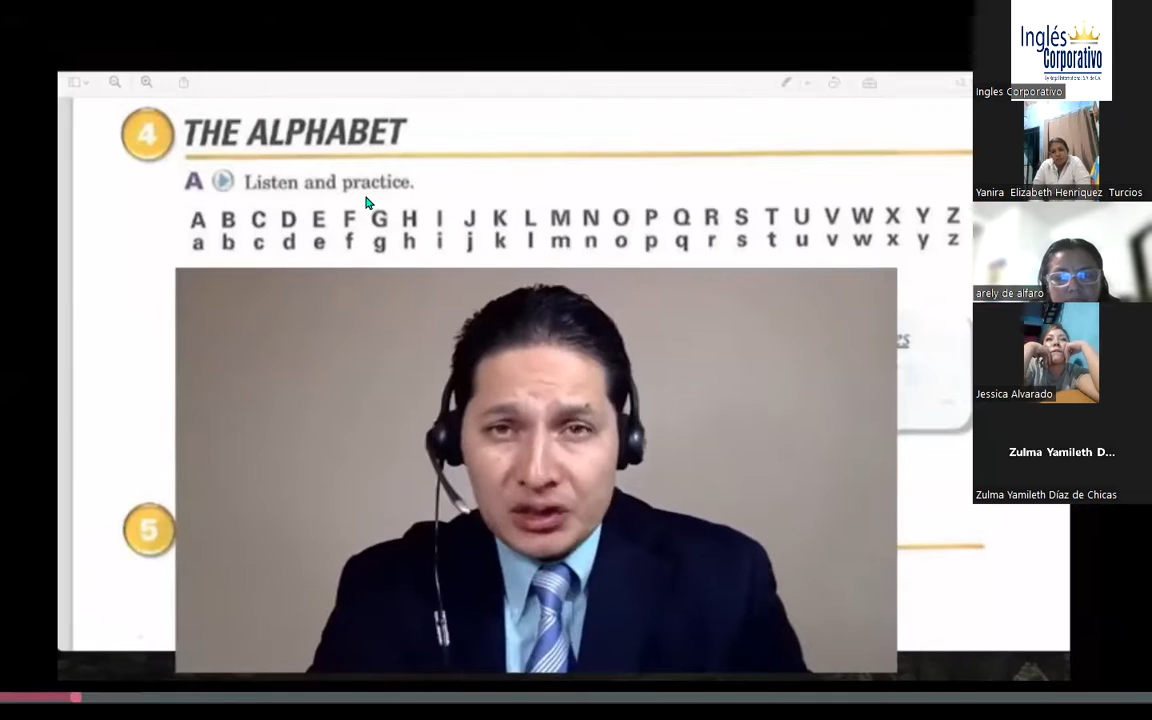 4 THE ALPHABET
A Listen and practice.
A B C D E F G H I J K L M N O P Q R S T U V W X Y Z
a b c d e f g h i j k l m n o p q r s t u v w x y z
5
Inglés
Corporativo
Ingles Corporativo
Yanira Elizabeth Henriquez Turcios
arely de alfaro
Jessica Alvarado
Zulma Yamileth D...
Zulma Yamileth Díaz de Chicas